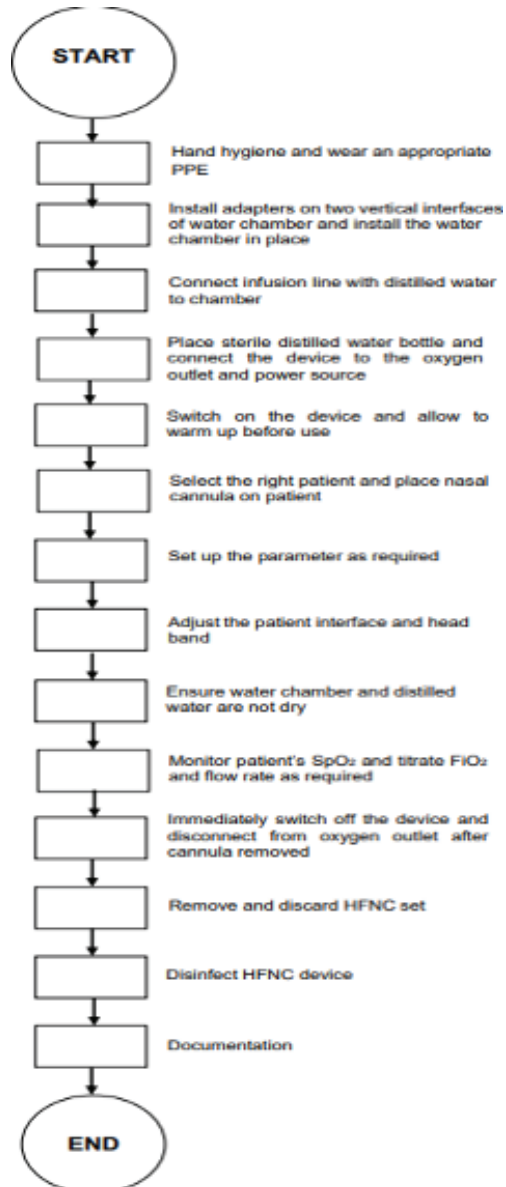 START
Hand hygiene and wear an appropriate
PPE
Install adapters on two vertical interfaces
of water chamber and install the water
chamber in place
Connect infusion line with distilled water
to chamber
Place sterile distilled water bottle and
connect the device to the oxygen
outlet and power source
Switch on the device and allow to
warm up before use
Select the right patient and place nasal
cannula on patient
Set up the parameter as required
Adjust the patient interface and head
band
Ensure water chamber and distilled
water are not dry
Monitor patient's SpO₂ and titrate FiO₂
and flow rate as required
Immediately switch off the device and
disconnect from oxygen outlet after
cannula removed
Remove and discard HFNC set
Disinfect HFNC device
Documentation
END